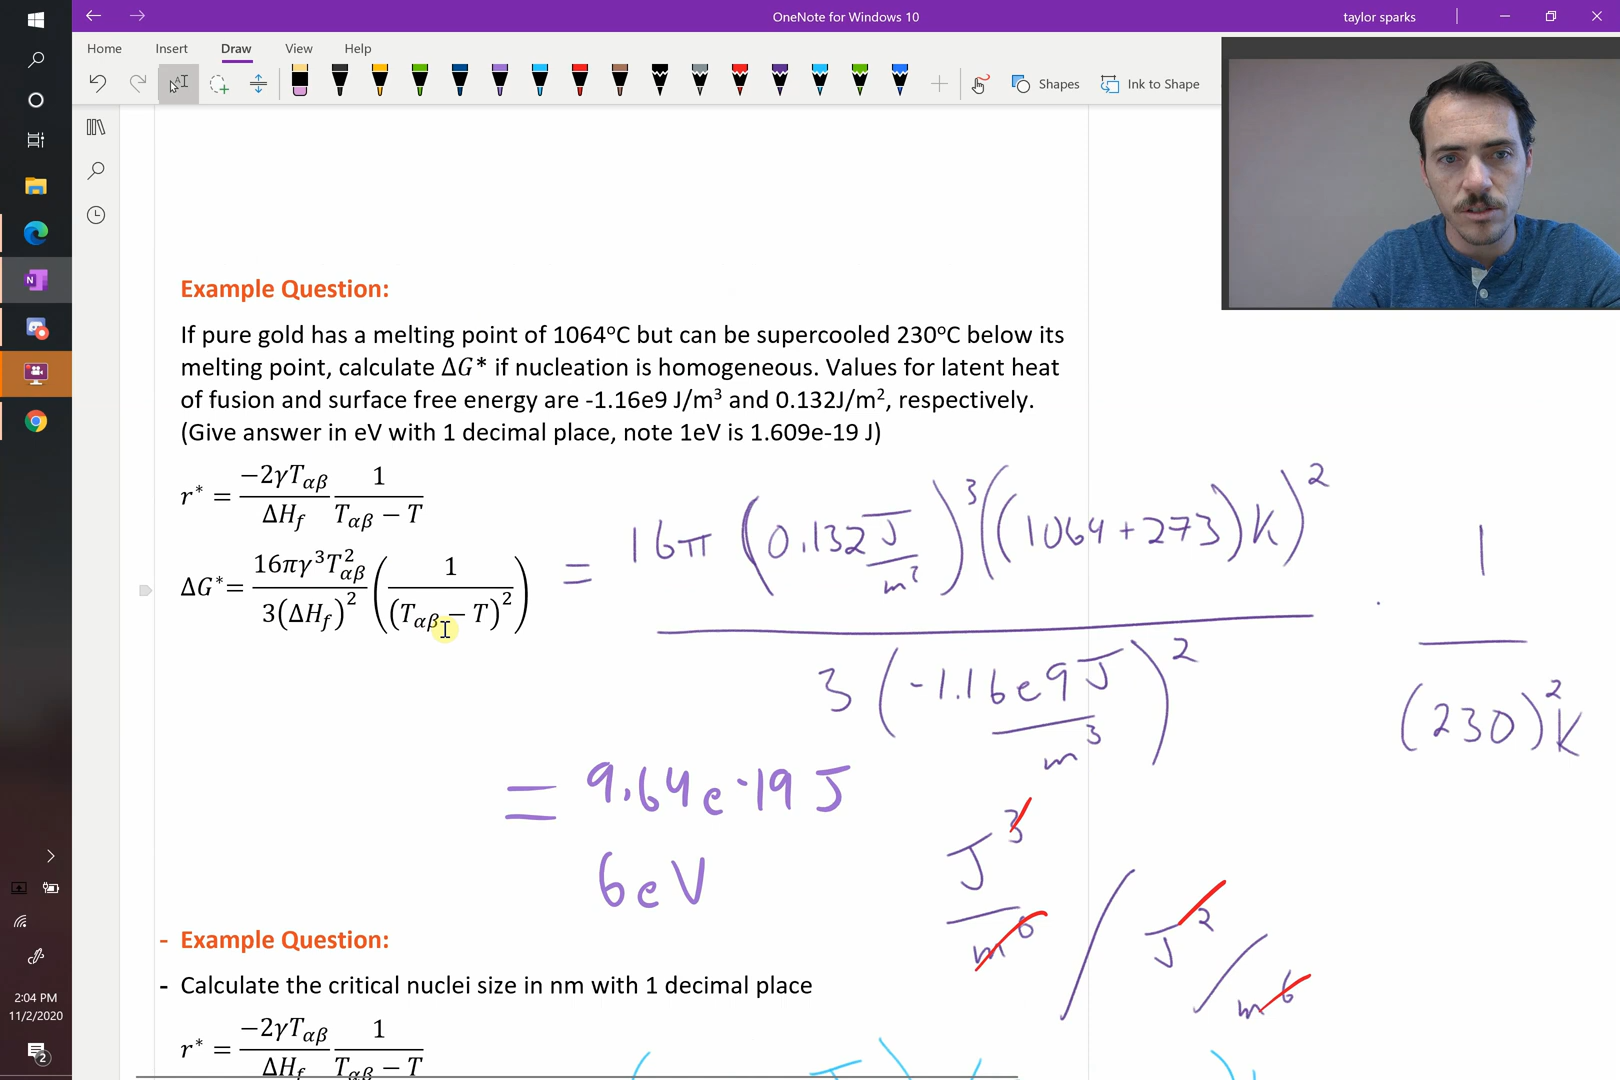 OneNote for Windows 10
taylor sparks
Home Insert Draw View Help
Shapes
Ink to Shape
Example Question:
If pure gold has a melting point of 1064°C but can be supercooled 230°C below its
melting point, calculate ΔG* if nucleation is homogeneous. Values for latent heat
of fusion and surface free energy are -1.16e9 J/m³ and 0.132J/m², respectively.
(Give answer in eV with 1 decimal place, note 1eV is 1.609e-19 J)
r* = −2γTαβ / ΔHf 1 / Tαβ − T
ΔG* = 16πγ³T²αβ / 3(ΔHf)² (1 / (Tαβ − T)²)
= 16π (0.132 J/m²)³ ((1064+273)K)² / 3 (-1.16e9 J/m³)² · 1 / (230)² K
= 9.64e-19 J
6eV
J³/m⁶ / J²/m⁶
- Example Question:
- Calculate the critical nuclei size in nm with 1 decimal place
r* = −2γTαβ / ΔHf 1 / Tαβ − T
2:04 PM
11/2/2020
2